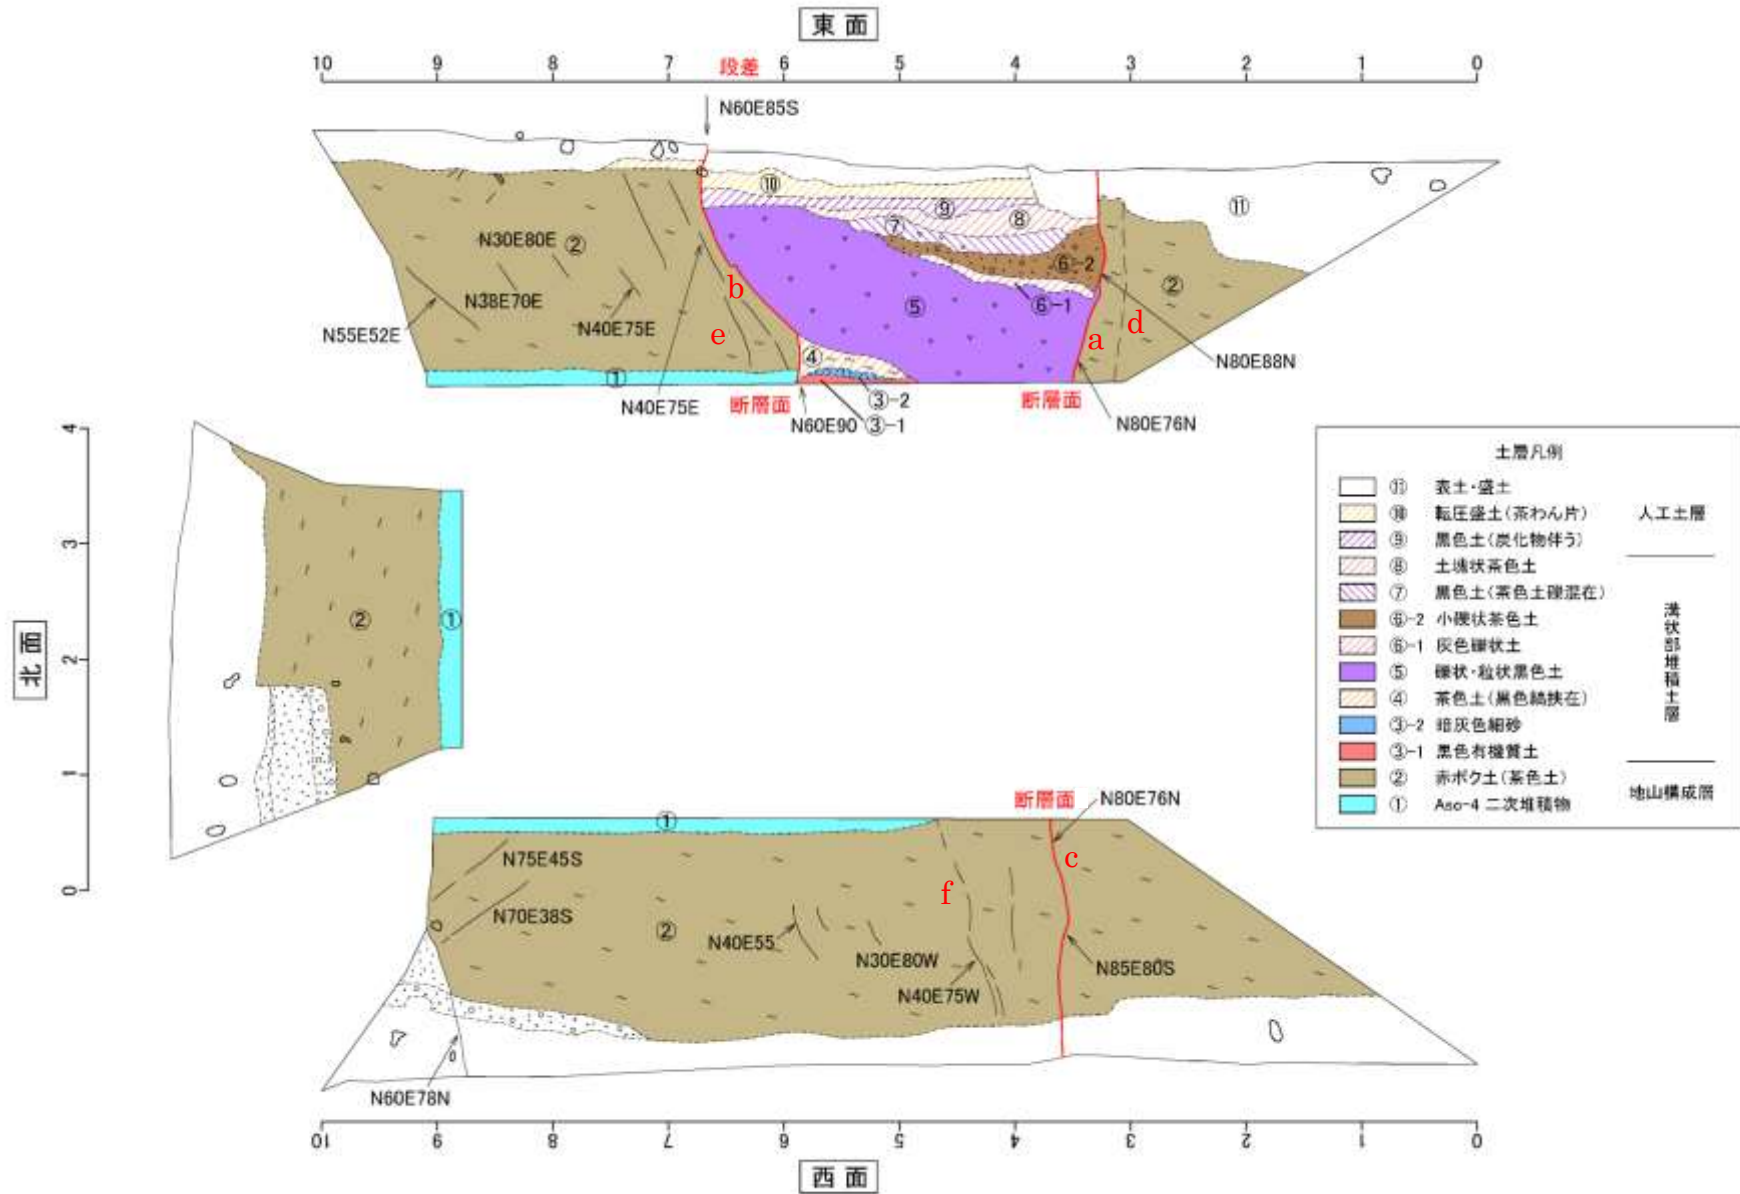 東面
10 9 8 7 段差 6 5 4 3 2 1 0
N60E85S
⑩
⑨
⑧
⑦
⑪
N30E80E ②
⑥-2
②
N38E70E
b
⑤
⑥-1
N55E52E
N40E75E
e
a
d
④
N80E88N
①
N40E75E
断層面
③-2
断層面
N60E90
③-1
N80E76N
4
3
2
1
0
北面
②
①
土層凡例
⑪ 表土・盛土
⑩ 転圧盛土(茶わん片)
人工土層
⑨ 黒色土(炭化物伴う)
⑧ 土塊状茶色土
⑦ 黒色土(茶色土礫混在)
⑥-2 小礫状茶色土
⑥-1 灰色礫状土
⑤ 礫状・粒状黒色土
④ 茶色土(黒色縞挟在)
③-2 暗灰色細砂
③-1 黒色有機質土
溝状部堆積土層
② 赤ボク土(茶色土)
① Aso-4 二次堆積物
地山構成層
断層面
N80E76N
①
N75E45S
c
f
N70E38S
②
N40E55
N30E80W
N85E80S
N40E75W
N60E78N
10 9 8 7 6 5 4 3 2 1 0
西面